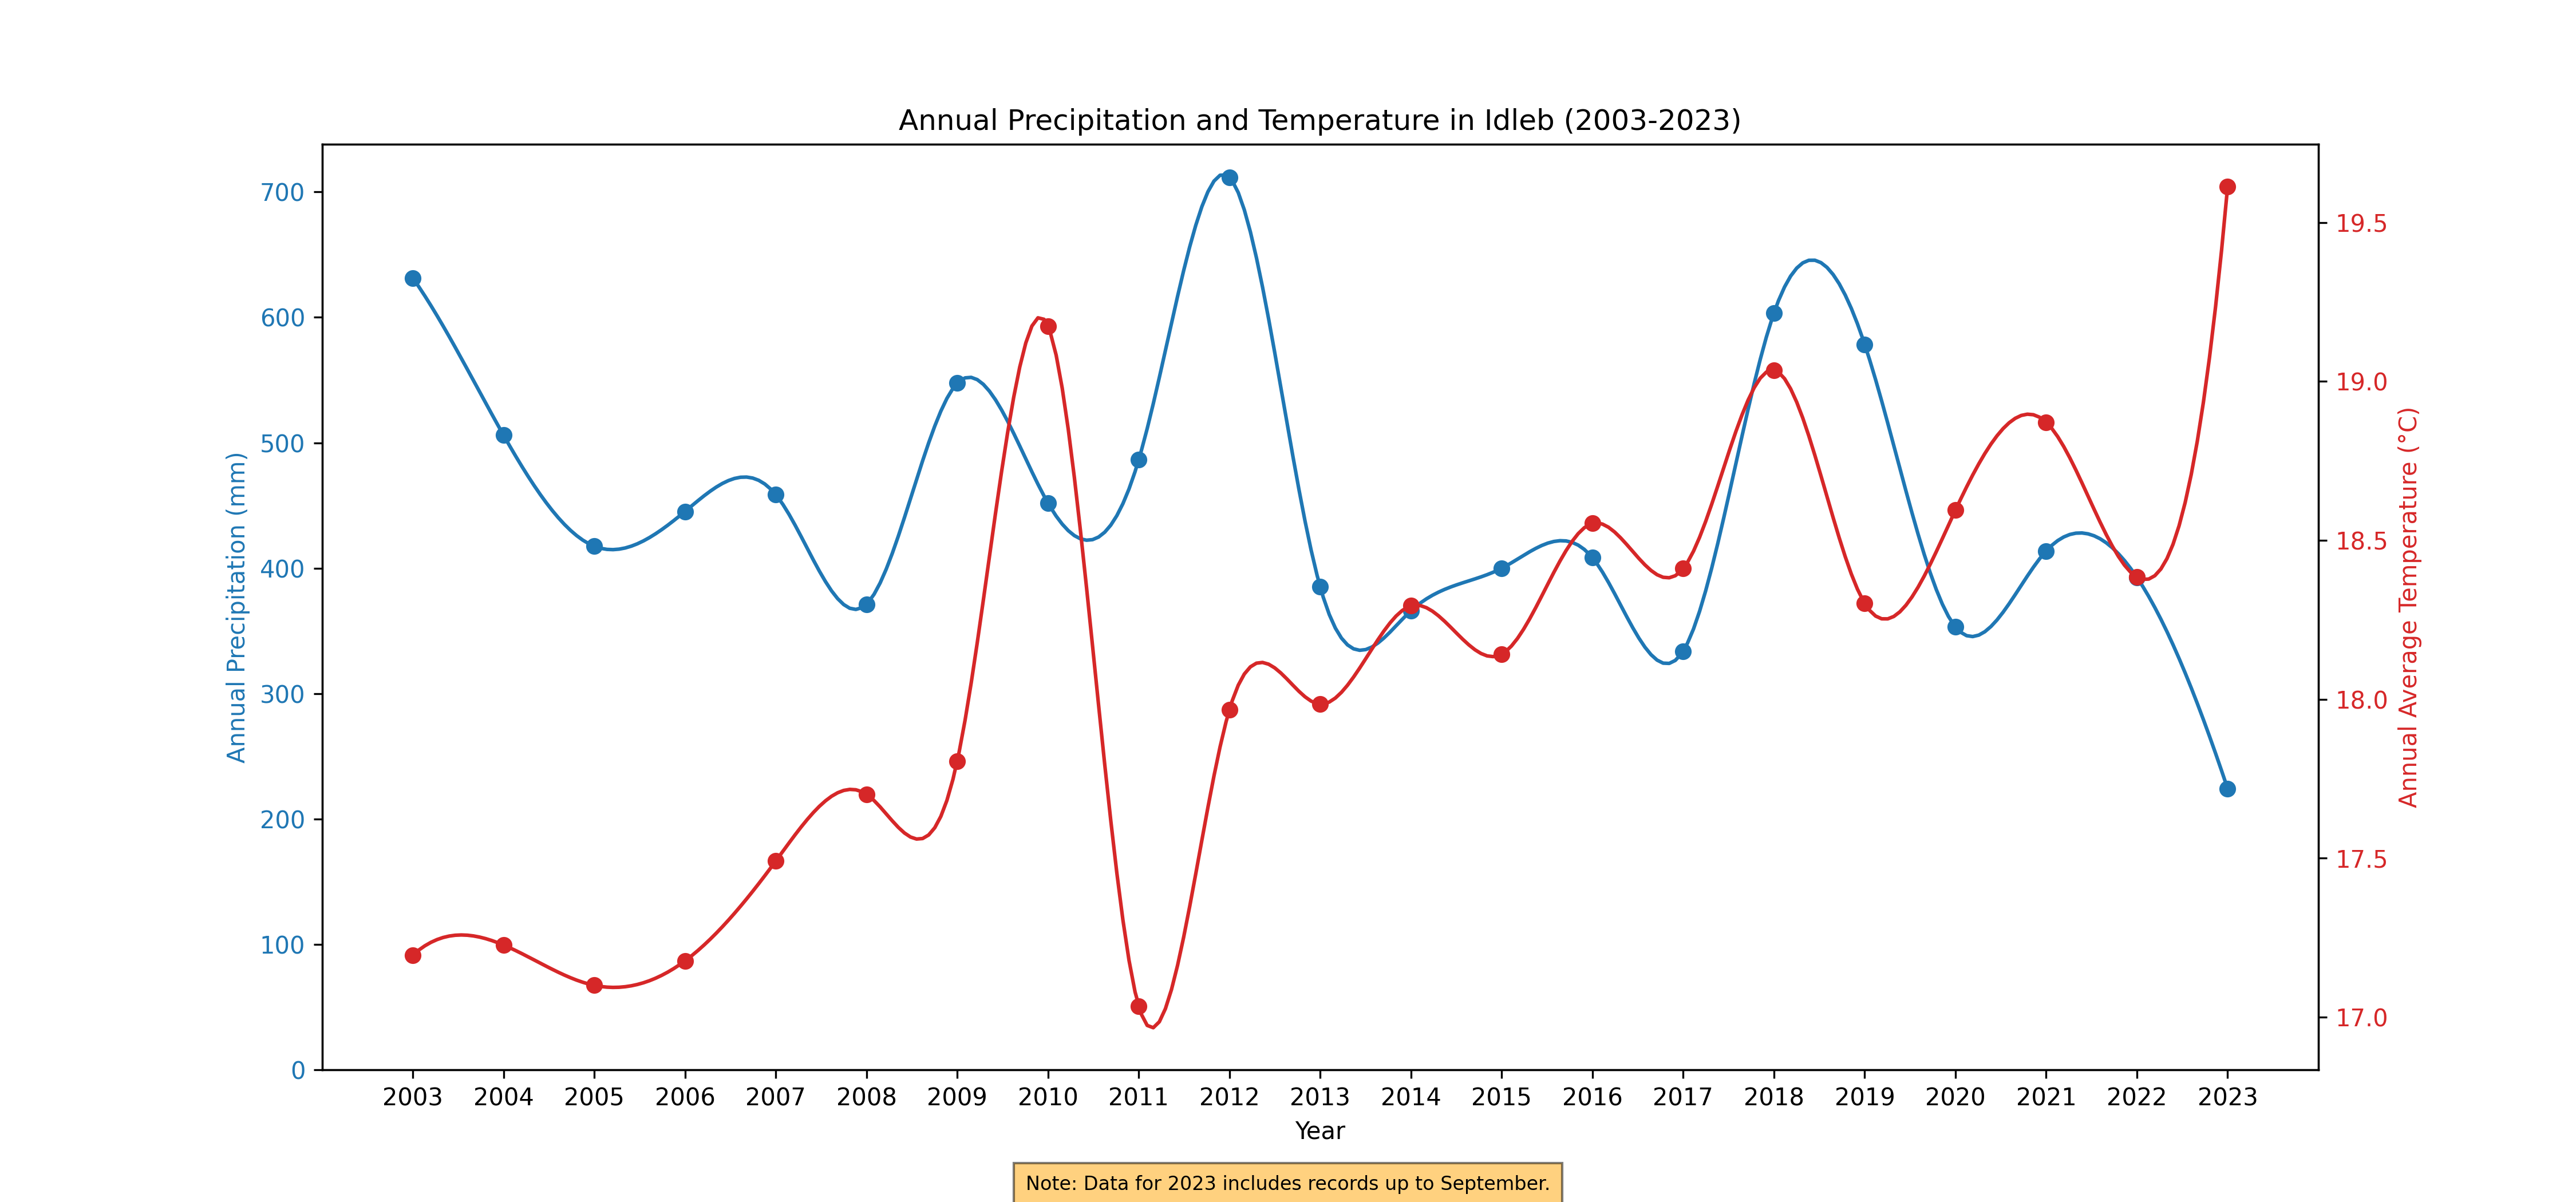 Annual Precipitation and Temperature in Idleb (2003-2023)
Annual Precipitation (mm)
700
600
500
400
300
200
100
0
19.5
19.0
18.5
18.0
17.5
17.0
Annual Average Temperature (°C)
2003 2004 2005 2006 2007 2008 2009 2010 2011 2012 2013 2014 2015 2016 2017 2018 2019 2020 2021 2022 2023
Year
Note: Data for 2023 includes records up to September.